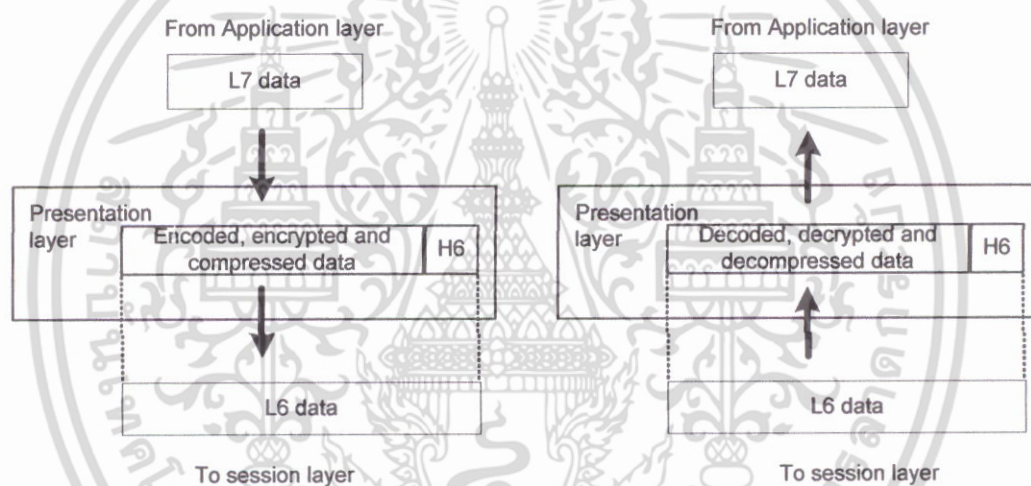 From Application layer
L7 data
Presentation
layer
Encoded, encrypted and
compressed data
H6
L6 data
To session layer
From Application layer
L7 data
Presentation
layer
Decoded, decrypted and
decompressed data
H6
L6 data
To session layer